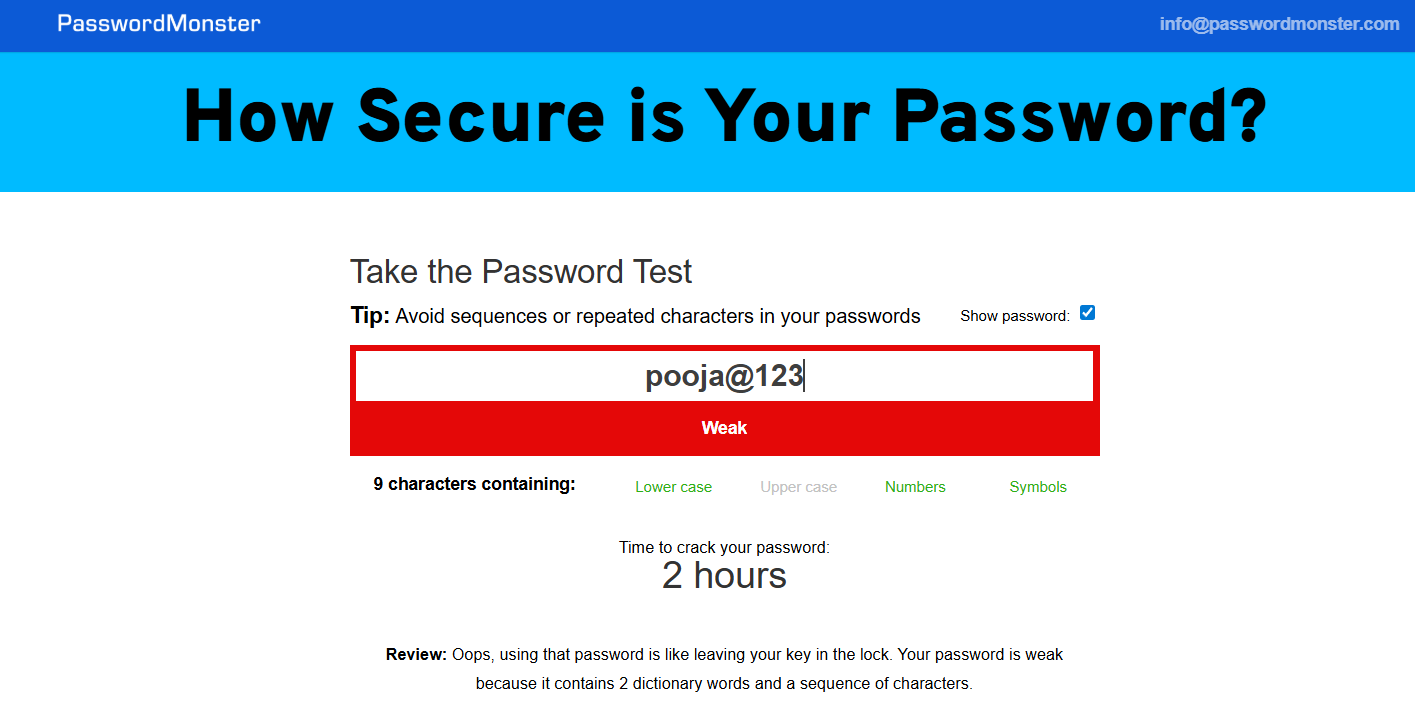 PasswordMonster
info@passwordmonster.com
How Secure is Your Password?
Take the Password Test
Tip: Avoid sequences or repeated characters in your passwords
Show password:
pooja@123
Weak
9 characters containing:
Lower case
Upper case
Numbers
Symbols
Time to crack your password:
2 hours
Review: Oops, using that password is like leaving your key in the lock. Your password is weak
because it contains 2 dictionary words and a sequence of characters.